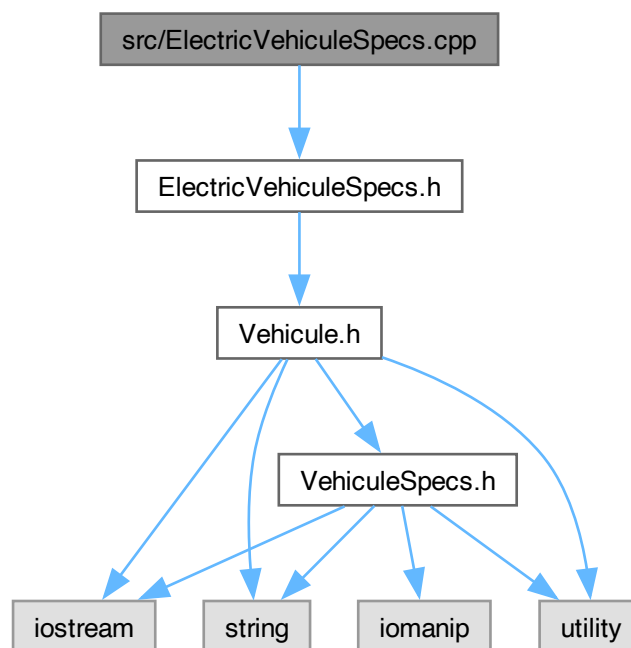 src/ElectricVehiculeSpecs.cpp
ElectricVehiculeSpecs.h
Vehicule.h
VehiculeSpecs.h
iostream
string
iomanip
utility